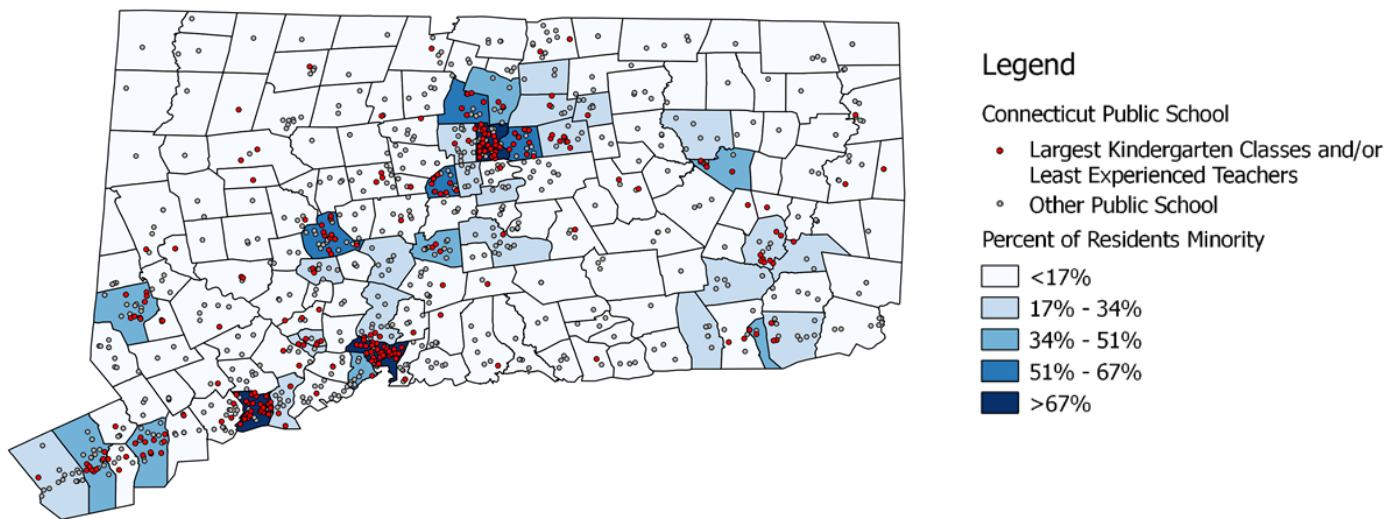 Legend
Connecticut Public School
Largest Kindergarten Classes and/or
Least Experienced Teachers
Other Public School
Percent of Residents Minority
<17%
17% - 34%
34% - 51%
51% - 67%
>67%